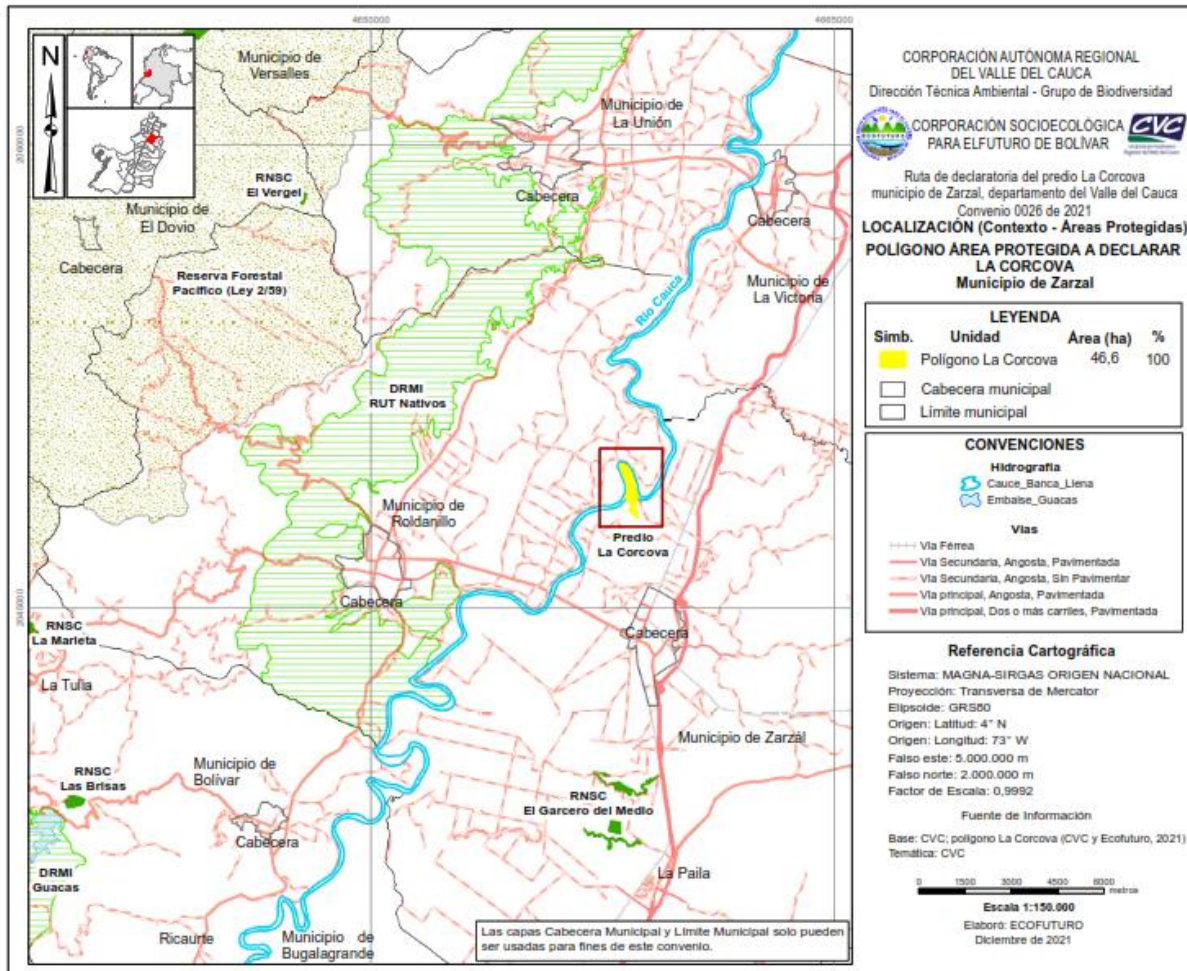 4650000
4665000
N
Municipio de
Versalles
Municipio de
La Unión
2060000
RNSC
El Vergel
Cabecera
Cabecera
Municipio de
El Dovio
Cabecera
Reserva Forestal
Pacífico (Ley 2/59)
Río Cauca
Municipio de
La Victoria
DRMI
RUT Nativos
Municipio de
Roldanillo
Predio
La Corcova
2040000
Cabecera
Cabecera
RNSC
La Marieta
La Tulia
Municipio de Zarzal
Municipio de
Bolívar
RNSC
Las Brisas
RNSC
El Garcero del Medio
Cabecera
DRMI
Guacas
La Paila
Ricaurte
Municipio de
Bugalagrande
Las capas Cabecera Municipal y Límite Municipal solo pueden
ser usadas para fines de este convenio.
CORPORACIÓN AUTÓNOMA REGIONAL
DEL VALLE DEL CAUCA
Dirección Técnica Ambiental - Grupo de Biodiversidad
ECOFUTURO
CORPORACIÓN SOCIOECOLÓGICA
PARA ELFUTURO DE BOLÍVAR
CVC
Ruta de declaratoria del predio La Corcova
municipio de Zarzal, departamento del Valle del Cauca
Convenio 0026 de 2021
LOCALIZACIÓN (Contexto - Áreas Protegidas)
POLÍGONO ÁREA PROTEGIDA A DECLARAR
LA CORCOVA
Municipio de Zarzal
LEYENDA
Simb. Unidad Área (ha) %
Polígono La Corcova 46,6 100
Cabecera municipal
Límite municipal
CONVENCIONES
Hidrografía
Cauce_Banca_Llena
Embalse_Guacas
Vías
Vía Férrea
Vía Secundaria, Angosta, Pavimentada
Vía Secundaria, Angosta, Sin Pavimentar
Vía principal, Angosta, Pavimentada
Vía principal, Dos o más carriles, Pavimentada
Referencia Cartográfica
Sistema: MAGNA-SIRGAS ORIGEN NACIONAL
Proyección: Transversa de Mercator
Elipsoide: GRS80
Origen: Latitud: 4° N
Origen: Longitud: 73° W
Falso este: 5.000.000 m
Falso norte: 2.000.000 m
Factor de Escala: 0,9992
Fuente de Información
Base: CVC; polígono La Corcova (CVC y Ecofuturo, 2021)
Temática: CVC
0 1500 3000 4500 6000
metros
Escala 1:150.000
Elaboró: ECOFUTURO
Diciembre de 2021